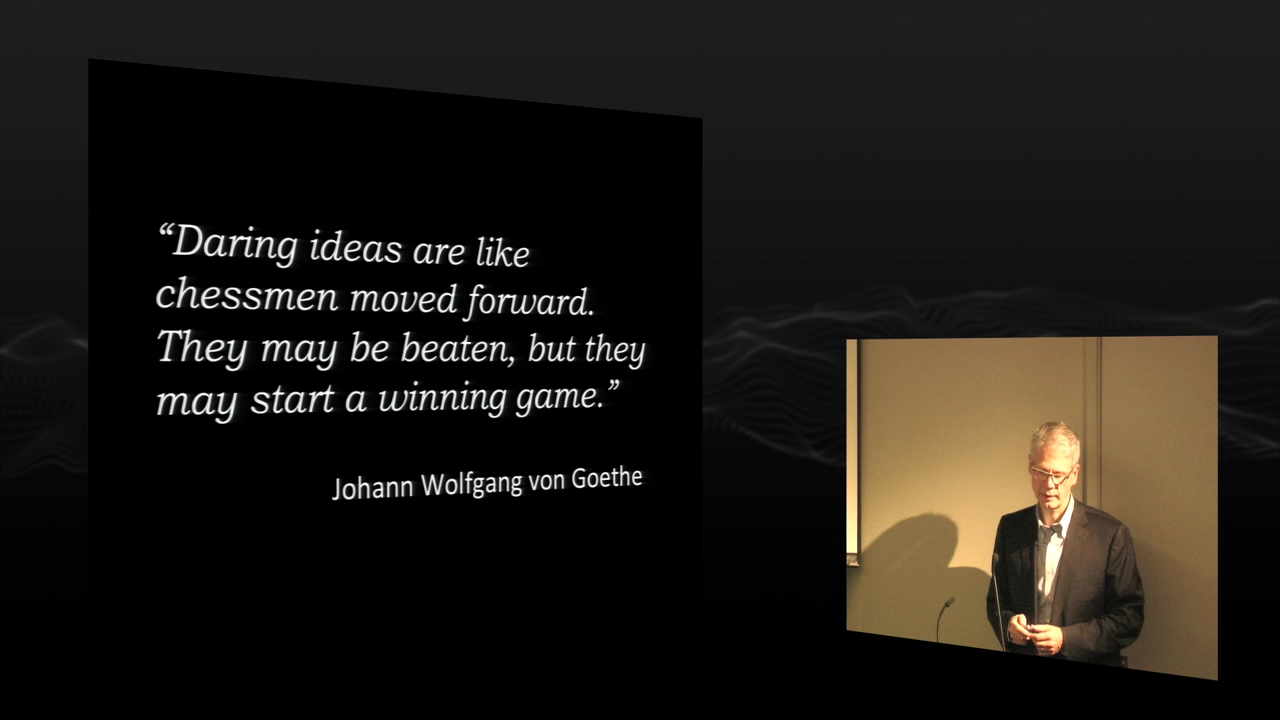 “Daring ideas are like
chessmen moved forward.
They may be beaten, but they
may start a winning game.”
Johann Wolfgang von Goethe